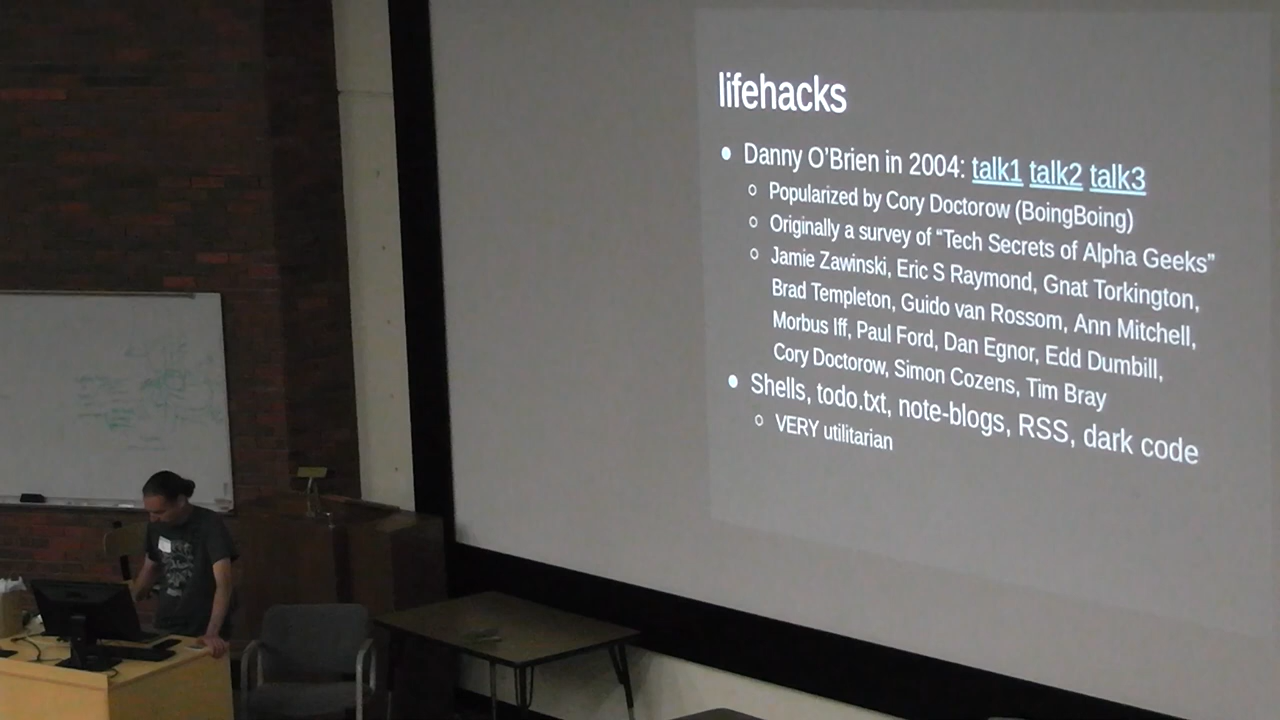 lifehacks
● Danny O'Brien in 2004: talk1 talk2 talk3
○ Popularized by Cory Doctorow (BoingBoing)
○ Originally a survey of “Tech Secrets of Alpha Geeks”
○ Jamie Zawinski, Eric S Raymond, Gnat Torkington,
Brad Templeton, Guido van Rossom, Ann Mitchell,
Morbus Iff, Paul Ford, Dan Egnor, Edd Dumbill,
Cory Doctorow, Simon Cozens, Tim Bray
● Shells, todo.txt, note-blogs, RSS, dark code
○ VERY utilitarian